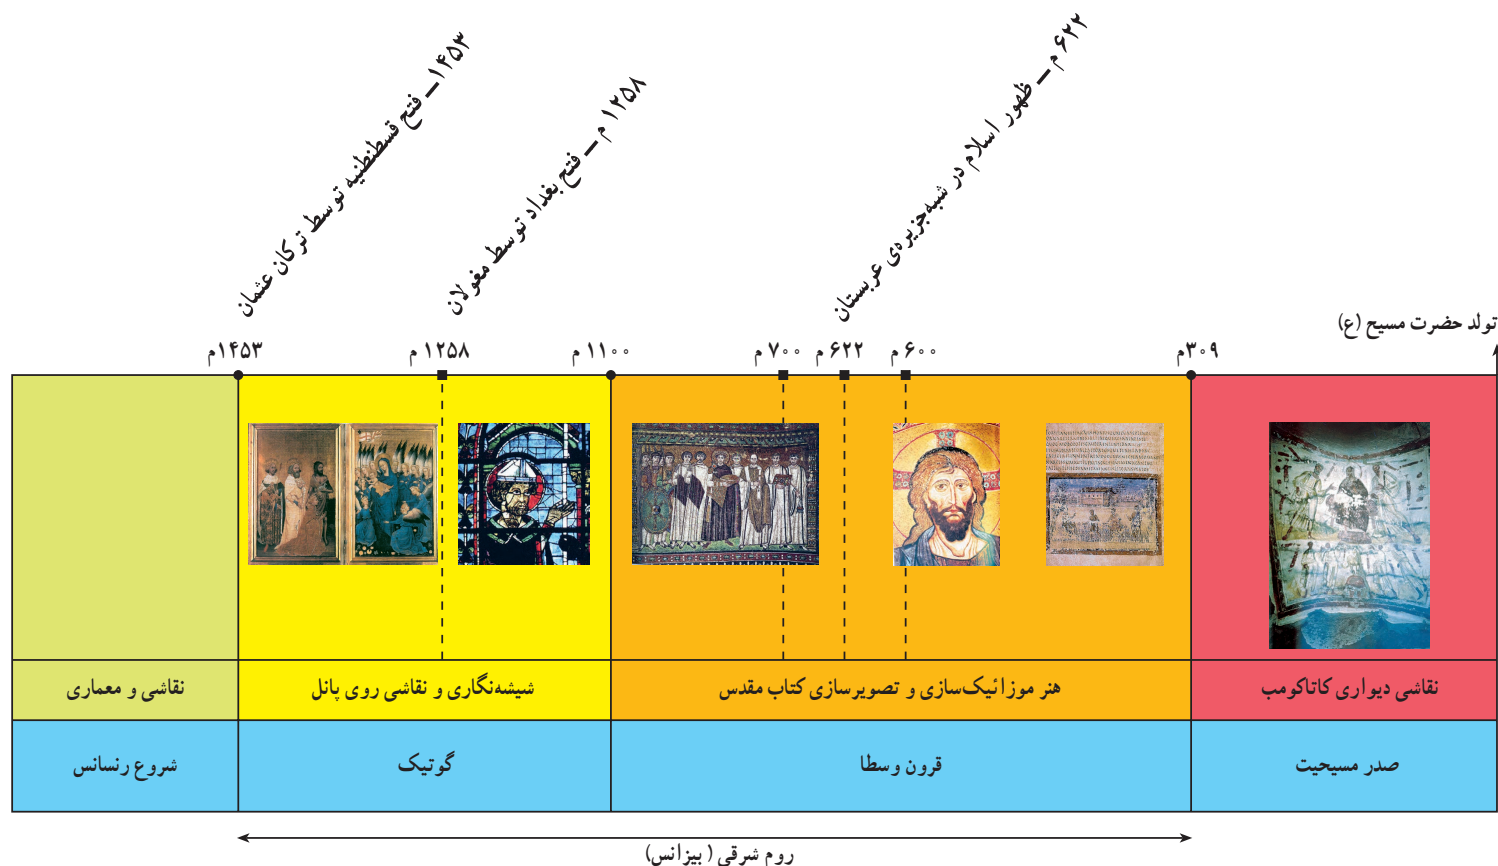 ۱۴۵۳ ــ فتح قسطنطنیه توسط ترکان عثمان
۱۲۵۸ م ــ فتح بغداد توسط مغولان
۶۲۲ م ــ ظهور اسلام در شبه‌جزیره‌ی عربستان
تولد حضرت مسیح (ع)
۳۰۹م
۶۰۰ م
۶۲۲ م
۷۰۰ م
۱۱۰۰ م
۱۲۵۸ م
۱۴۵۳م
نقاشی دیواری کاتاکومب
هنر موزائیک‌سازی و تصویرسازی کتاب مقدس
شیشه‌نگاری و نقاشی روی پانل
نقاشی و معماری
صدر مسیحیت
قرون وسطا
گوتیک
شروع رنسانس
روم شرقی ( بیزانس)